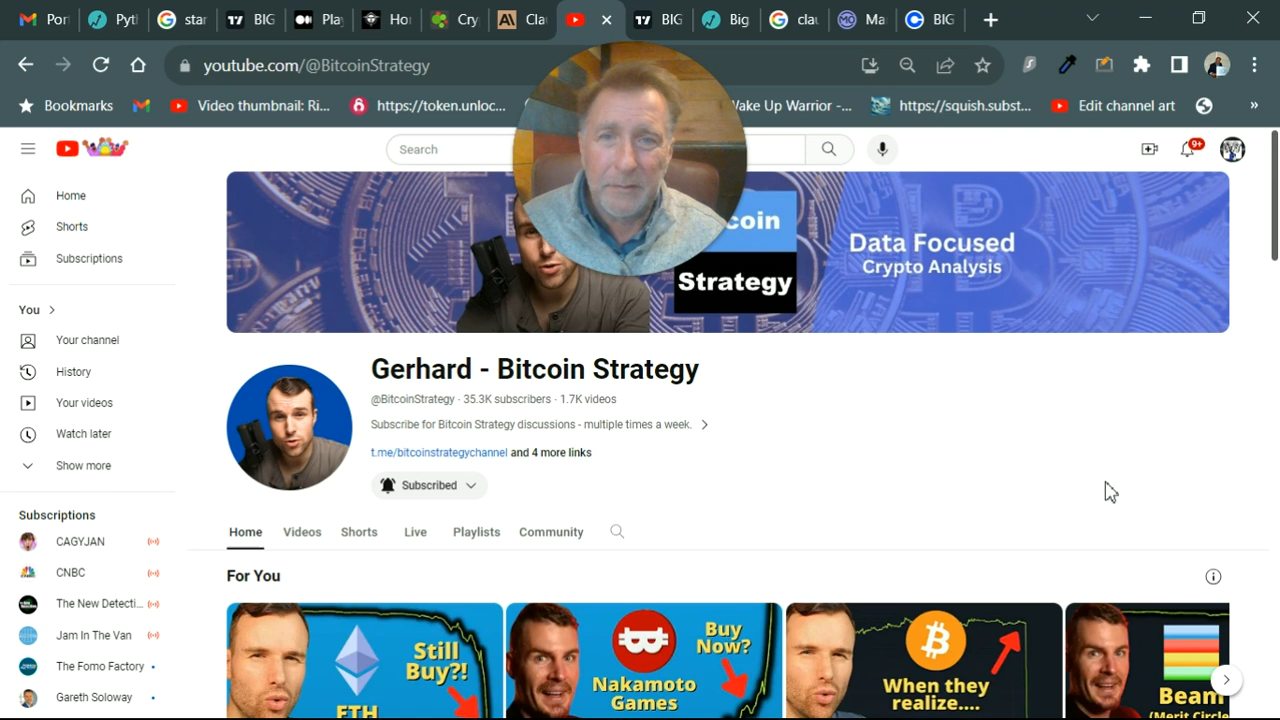 Por
Pyt
star
BIG
Play
Ho
Cry
Cla
BIG
Big
clau
Ma
BIG
youtube.com/@BitcoinStrategy
Bookmarks
Video thumbnail: Ri...
https://token.unloc...
Wake Up Warrior -...
https://squish.subst...
Edit channel art
Search
9+
Home
Shorts
Subscriptions
You
Your channel
History
Your videos
Watch later
Show more
Subscriptions
CAGYJAN
CNBC
The New Detecti...
Jam In The Van
The Fomo Factory
Gareth Soloway
coin
Strategy
Data Focused
Crypto Analysis
Gerhard - Bitcoin Strategy
@BitcoinStrategy · 35.3K subscribers · 1.7K videos
Subscribe for Bitcoin Strategy discussions - multiple times a week.
t.me/bitcoinstrategychannel and 4 more links
Subscribed
Home Videos Shorts Live Playlists Community
For You
Still
Buy?!
ETH
Buy
Now?
Nakamoto
Games
When they
realize....
Beam
(Merit Circle